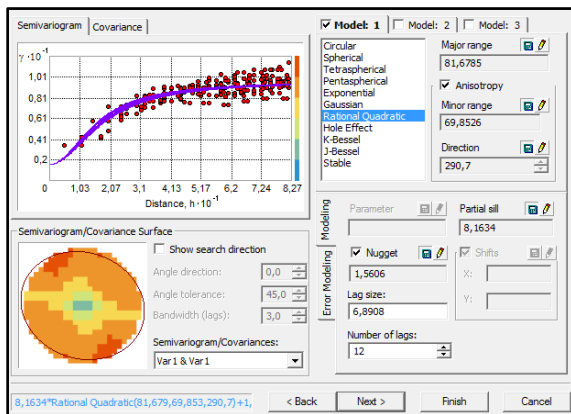 Semivariogram Covariance
γ · 10⁻¹
1,01
0,81
0,61
0,41
0,2
0 1,03 2,07 3,1 4,14 5,17 6,2 7,24 8,27
Distance, h · 10⁻¹
Semivariogram/Covariance Surface
Show search direction
Angle direction: 0,0
Angle tolerance: 45,0
Bandwidth (lags): 3,0
Semivariogram/Covariances:
Var1 & Var1
Model: 1 Model: 2 Model: 3
Circular
Spherical
Tetraspherical
Pentaspherical
Exponential
Gaussian
Rational Quadratic
Hole Effect
K-Bessel
J-Bessel
Stable
Major range
81,6785
Anisotropy
Minor range
69,8526
Direction
290,7
Modeling
Error Modeling
Parameter
Partial sill
8,1634
Nugget
1,5606
Shifts
X:
Y:
Lag size:
6,8908
Number of lags:
12
8,1634*Rational Quadratic(81,679,69,853,290,7)+1,
< Back Next > Finish Cancel